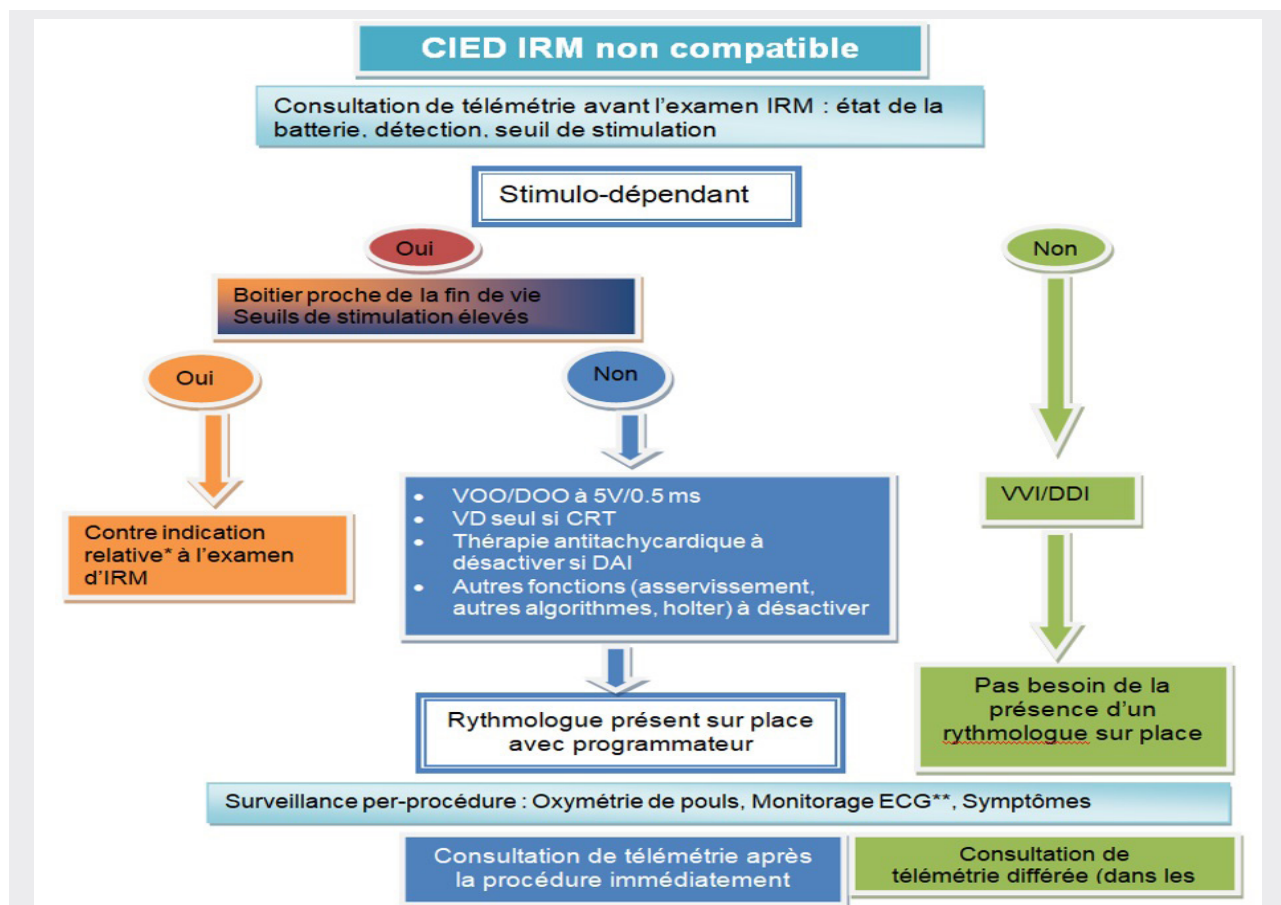 CIED IRM non compatible
Consultation de télémétrie avant l'examen IRM : état de la
batterie, détection, seuil de stimulation
Stimulo-dépendant
Oui
Non
Boitier proche de la fin de vie
Seuils de stimulation élevés
Oui
Non
Contre indication
relative* à l'examen
d'IRM
• VOO/DOO à 5V/0.5 ms
• VD seul si CRT
• Thérapie antitachycardique à
désactiver si DAI
• Autres fonctions (asservissement,
autres algorithmes, holter) à désactiver
VVI/DDI
Rythmologue présent sur place
avec programmateur
Pas besoin de la
présence d'un
rythmologue sur place
Surveillance per-procédure : Oxymétrie de pouls, Monitorage ECG**, Symptômes
Consultation de télémétrie après
la procédure immédiatement
Consultation de
télémétrie différée (dans les